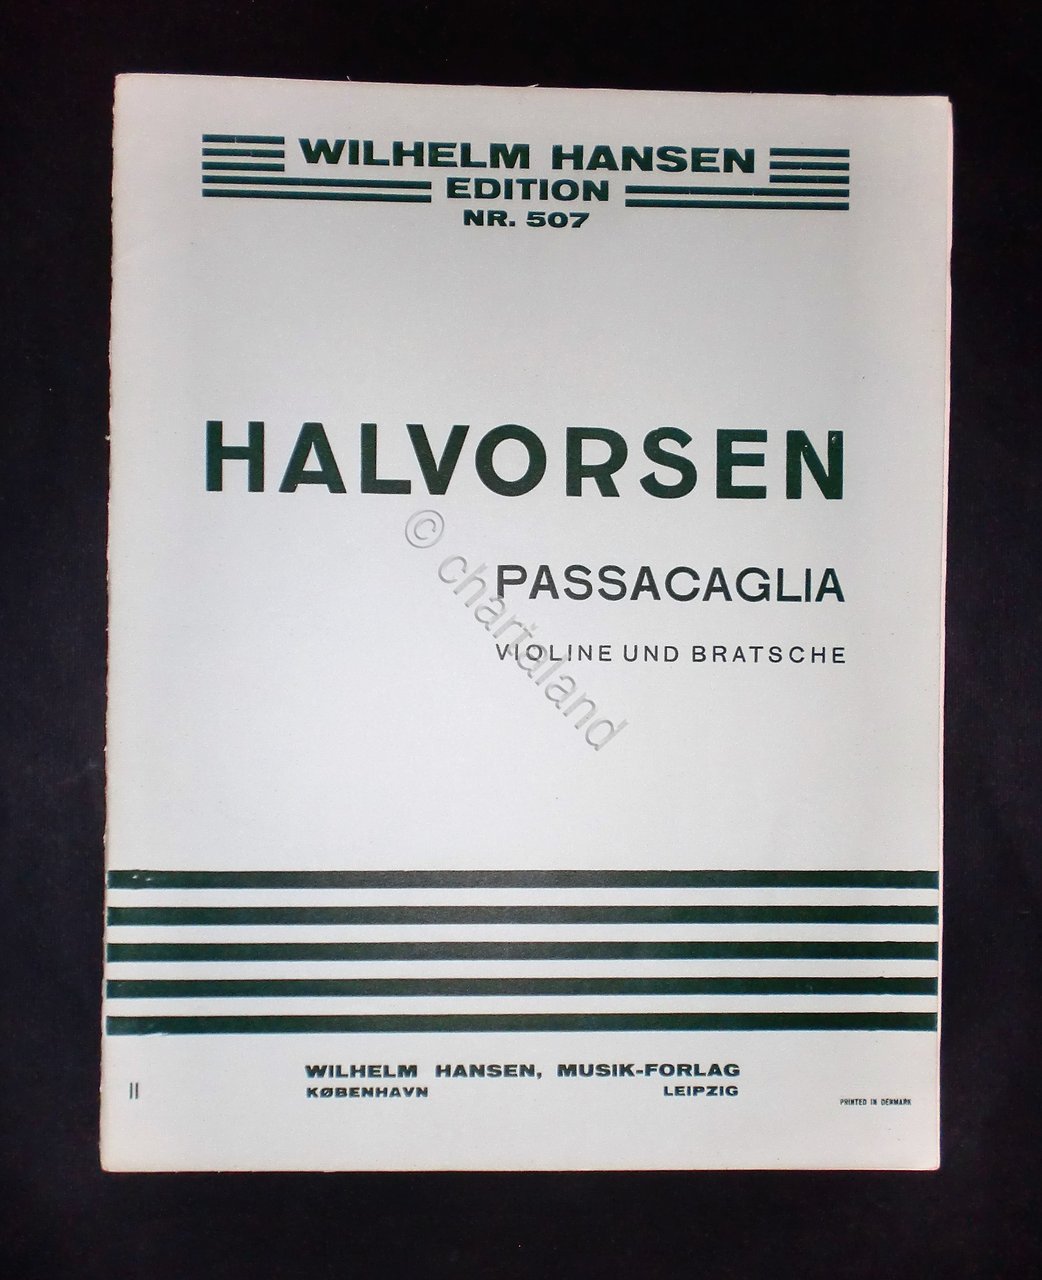 WILHELM HANSEN
EDITION
NR. 507
HALVORSEN
PASSACAGLIA
VIOLINE UND BRATSCHE
© chartaland
WILHELM HANSEN, MUSIK-FORLAG
KØBENHAVN LEIPZIG
II
PRINTED IN DENMARK